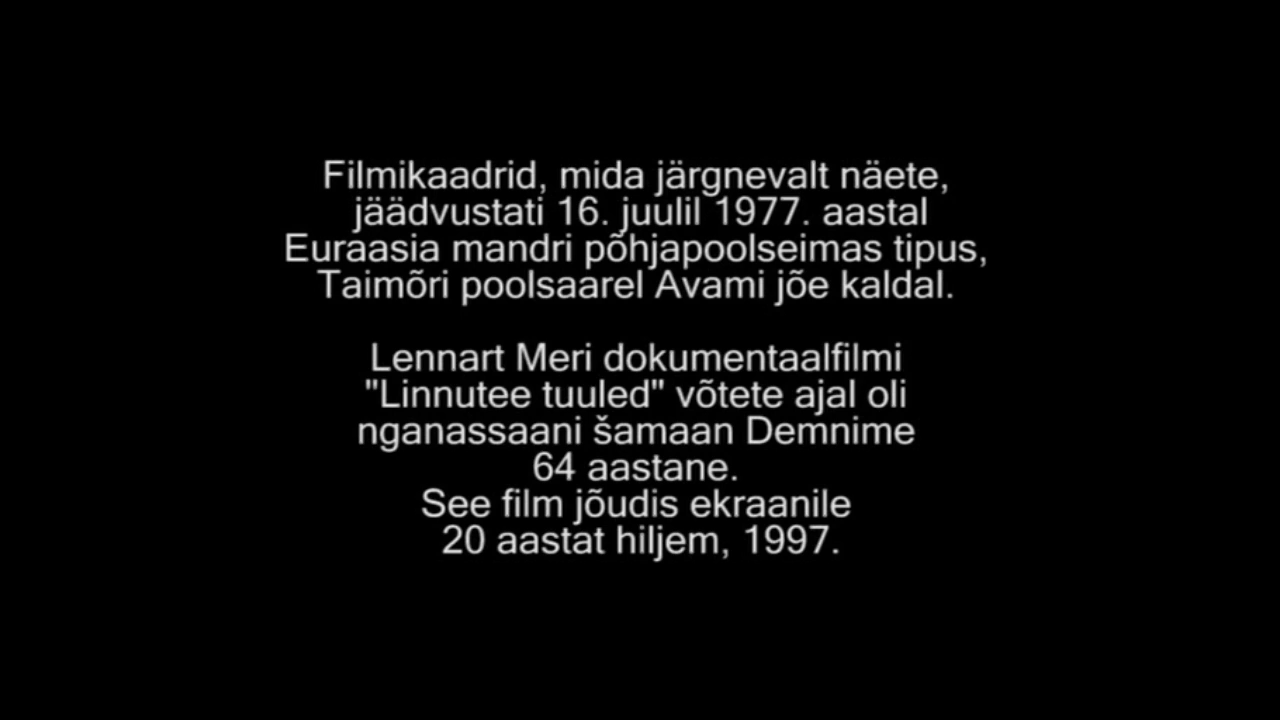 Filmikaadrid, mida järgnevalt näete,
jäädvustati 16. juulil 1977. aastal
Euraasia mandri põhjapoolseimas tipus,
Taimõri poolsaarel Avami jõe kaldal.
Lennart Meri dokumentaalfilmi
"Linnutee tuuled" võtete ajal oli
nganassaani šamaan Demnime
64 aastane.
See film jõudis ekraanile
20 aastat hiljem, 1997.